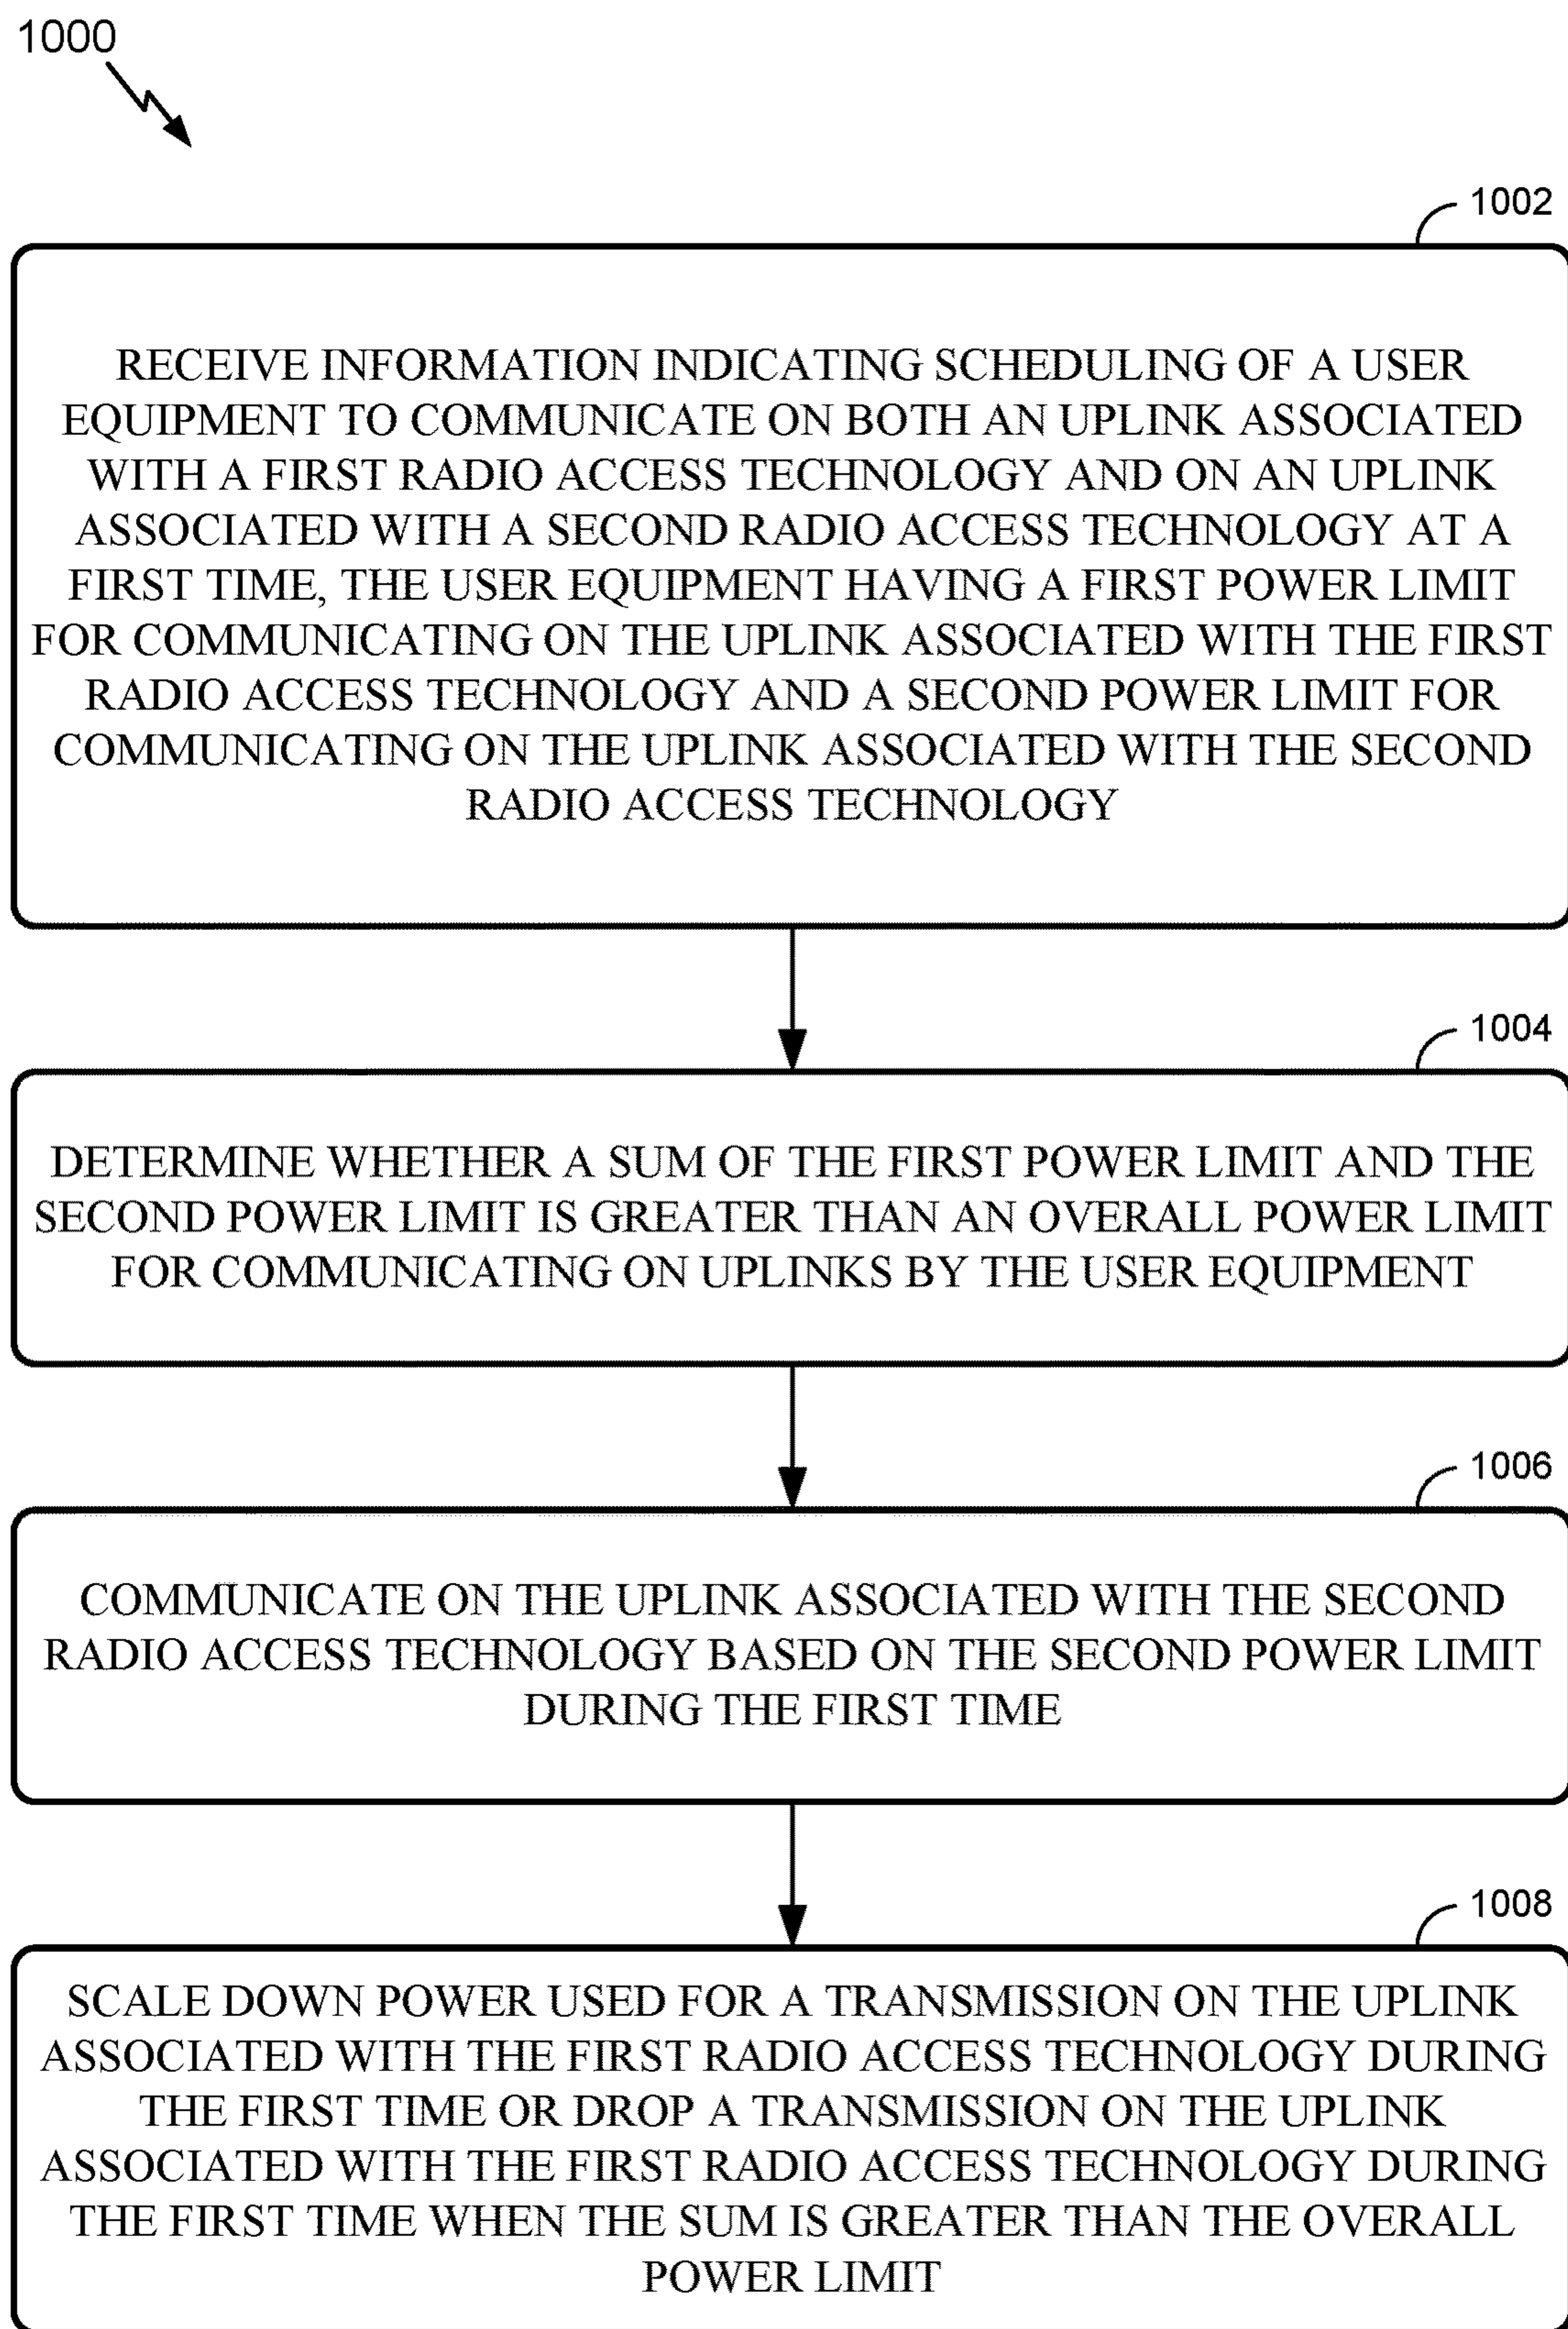 1000
1002
RECEIVE INFORMATION INDICATING SCHEDULING OF A USER
EQUIPMENT TO COMMUNICATE ON BOTH AN UPLINK ASSOCIATED
WITH A FIRST RADIO ACCESS TECHNOLOGY AND ON AN UPLINK
ASSOCIATED WITH A SECOND RADIO ACCESS TECHNOLOGY AT A
FIRST TIME, THE USER EQUIPMENT HAVING A FIRST POWER LIMIT
FOR COMMUNICATING ON THE UPLINK ASSOCIATED WITH THE FIRST
RADIO ACCESS TECHNOLOGY AND A SECOND POWER LIMIT FOR
COMMUNICATING ON THE UPLINK ASSOCIATED WITH THE SECOND
RADIO ACCESS TECHNOLOGY
1004
DETERMINE WHETHER A SUM OF THE FIRST POWER LIMIT AND THE
SECOND POWER LIMIT IS GREATER THAN AN OVERALL POWER LIMIT
FOR COMMUNICATING ON UPLINKS BY THE USER EQUIPMENT
1006
COMMUNICATE ON THE UPLINK ASSOCIATED WITH THE SECOND
RADIO ACCESS TECHNOLOGY BASED ON THE SECOND POWER LIMIT
DURING THE FIRST TIME
1008
SCALE DOWN POWER USED FOR A TRANSMISSION ON THE UPLINK
ASSOCIATED WITH THE FIRST RADIO ACCESS TECHNOLOGY DURING
THE FIRST TIME OR DROP A TRANSMISSION ON THE UPLINK
ASSOCIATED WITH THE FIRST RADIO ACCESS TECHNOLOGY DURING
THE FIRST TIME WHEN THE SUM IS GREATER THAN THE OVERALL
POWER LIMIT